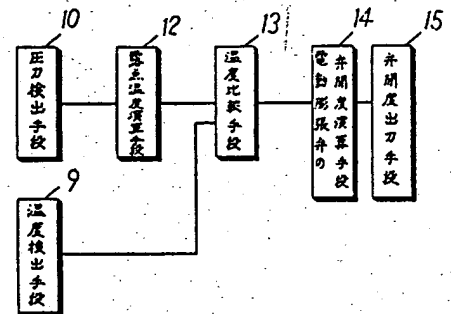 10
圧力検出手段
12
露点温度演算手段
13
温度比較手段
14
電動膨張弁の
弁開度演算手段
15
弁開度出力手段
9
温度検出手段